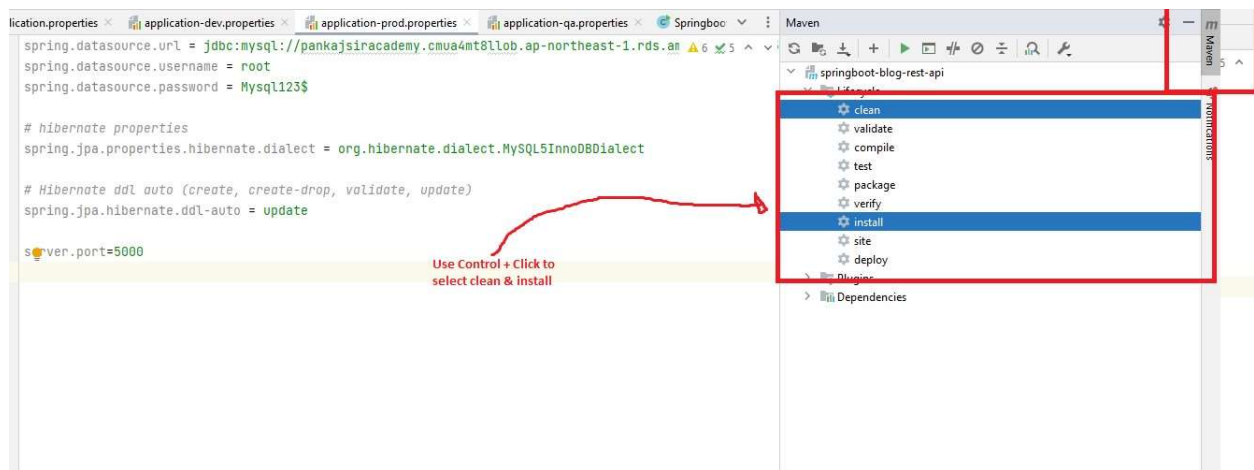 lication.properties
application-dev.properties
application-prod.properties
application-qa.properties
Springboo
Maven
spring.datasource.url = jdbc:mysql://pankajsiracademy.cmua4mt8llob.ap-northeast-1.rds.am
6 5
spring.datasource.username = root
spring.datasource.password = Mysql123$
# hibernate properties
spring.jpa.properties.hibernate.dialect = org.hibernate.dialect.MySQL5InnoDBDialect
# Hibernate ddl auto (create, create-drop, validate, update)
spring.jpa.hibernate.ddl-auto = update
server.port=5000
Use Control + Click to
select clean & install
springboot-blog-rest-api
Lifecycle
clean
validate
compile
test
package
verify
install
site
deploy
Plugins
Dependencies
m
Maven
5
Notifications